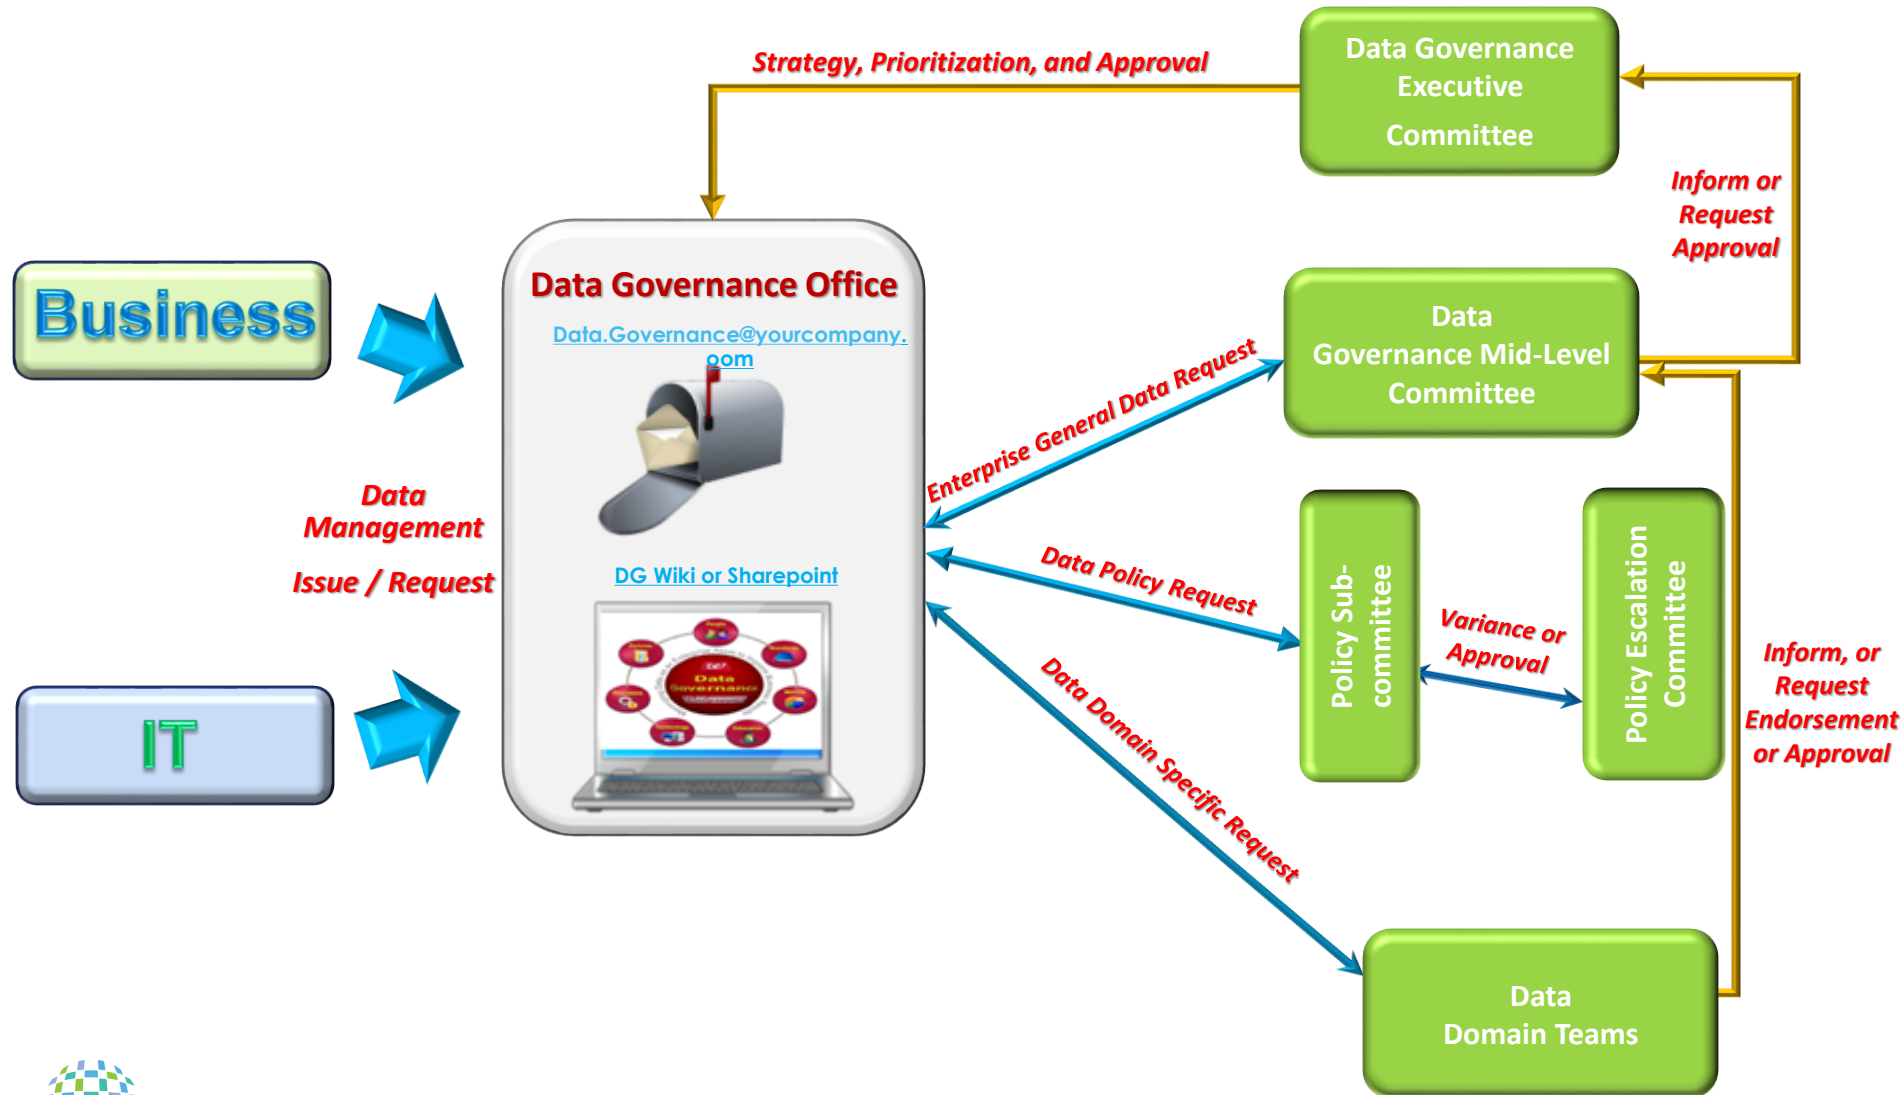 Strategy, Prioritization, and Approval
Data Governance
Executive
Committee
Inform or
Request
Approval
Business
Data Governance Office
Data.Governance@yourcompany.
com
Data
Governance Mid-Level
Committee
Enterprise General Data Request
Data
Management
Issue / Request
DG Wiki or Sharepoint
Data
Governance
Data Policy Request
Policy Sub-
committee
Variance or
Approval
Policy Escalation
Committee
Inform, or
Request
Endorsement
or Approval
IT
Data Domain Specific Request
Data
Domain Teams